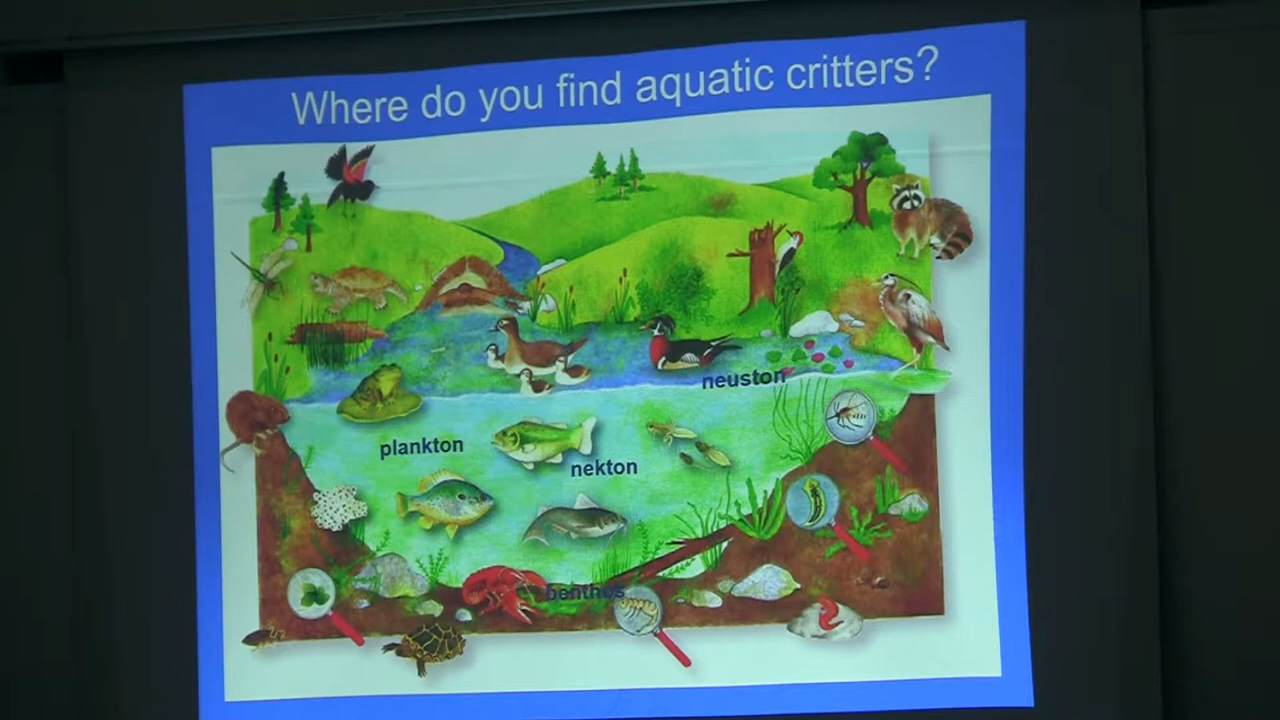 Where do you find aquatic critters?
neuston
plankton
nekton
benthos